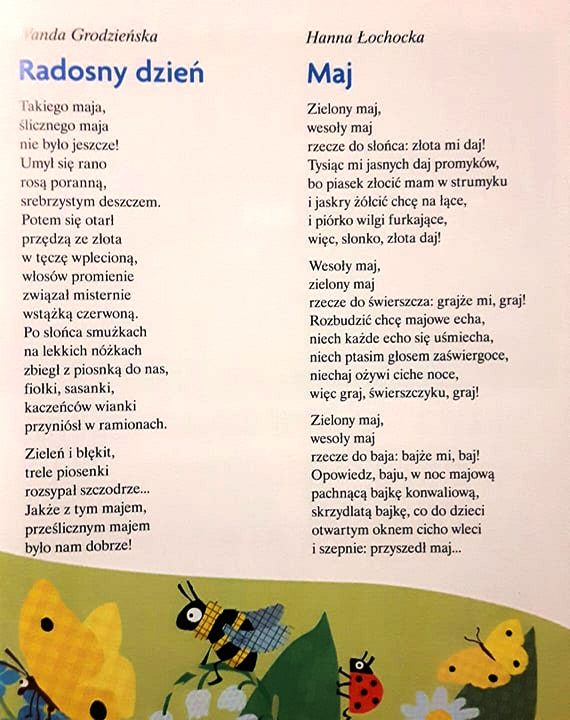 Wanda Grodzieńska
Radosny dzień
Takiego maja,
ślicznego maja
nie było jeszcze!
Umył się rano
rosą poranną,
srebrzystym deszczem.
Potem się otarł
przędzą ze złota
w tęczę wplecioną,
włosów promienie
związał misternie
wstążką czerwoną.
Po słońca smużkach
na lekkich nóżkach
zbiegł z piosnką do nas,
fiołki, sasanki,
kaczeńców wianki
przyniósł w ramionach.
Zieleń i błękit,
trele piosenki
rozsypał szczodrze...
Jakże z tym majem,
prześlicznym majem
było nam dobrze!
Hanna Łochocka
Maj
Zielony maj,
wesoły maj
rzecze do słońca: złota mi daj!
Tysiąc mi jasnych daj promyków,
bo piasek złocić mam w strumyku
i jaskry żółcić chcę na łące,
i piórko wilgi furkające,
więc, słonko, złota daj!
Wesoły maj,
zielony maj
rzecze do świerszcza: grajże mi, graj!
Rozbudzić chcę majowe echa,
niech każde echo się uśmiecha,
niech ptasim głosem zaświergoce,
niechaj ożywi ciche noce,
więc graj, świerszczyku, graj!
Zielony maj,
wesoły maj
rzecze do baja: bajże mi, baj!
Opowiedz, baju, w noc majową
pachnącą bajkę konwaliową,
skrzydlatą bajkę, co do dzieci
otwartym oknem cicho wleci
i szepnie: przyszedł maj...